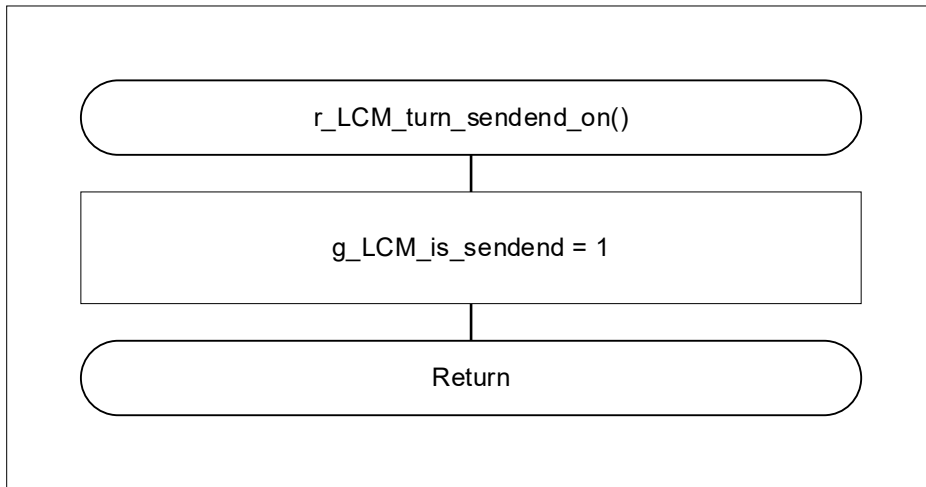 r_LCM_turn_sendend_on()
g_LCM_is_sendend = 1
Return